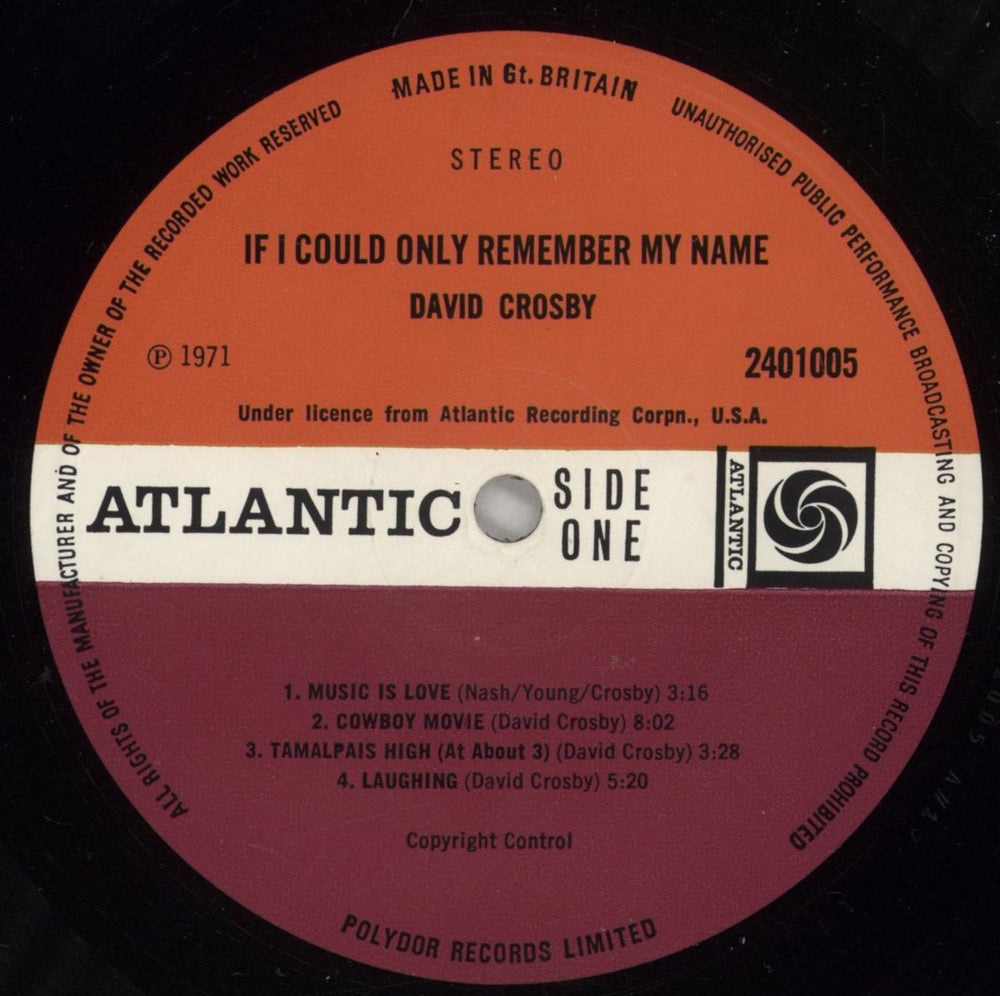 MADE IN Gt. BRITAIN
UNAUTHORISED PUBLIC PERFORMANCE BROADCASTING AND COPYING OF THIS RECORD PROHIBITED
ALL RIGHTS OF THE MANUFACTURER AND OF THE OWNER OF THE RECORDED WORK RESERVED
STEREO
IF I COULD ONLY REMEMBER MY NAME
DAVID CROSBY
℗ 1971
2401005
Under licence from Atlantic Recording Corpn., U.S.A.
ATLANTIC
SIDE
ONE
ATLANTIC
1. MUSIC IS LOVE (Nash/Young/Crosby) 3:16
2. COWBOY MOVIE (David Crosby) 8:02
3. TAMALPAIS HIGH (At About 3) (David Crosby) 3:28
4. LAUGHING (David Crosby) 5:20
Copyright Control
POLYDOR RECORDS LIMITED